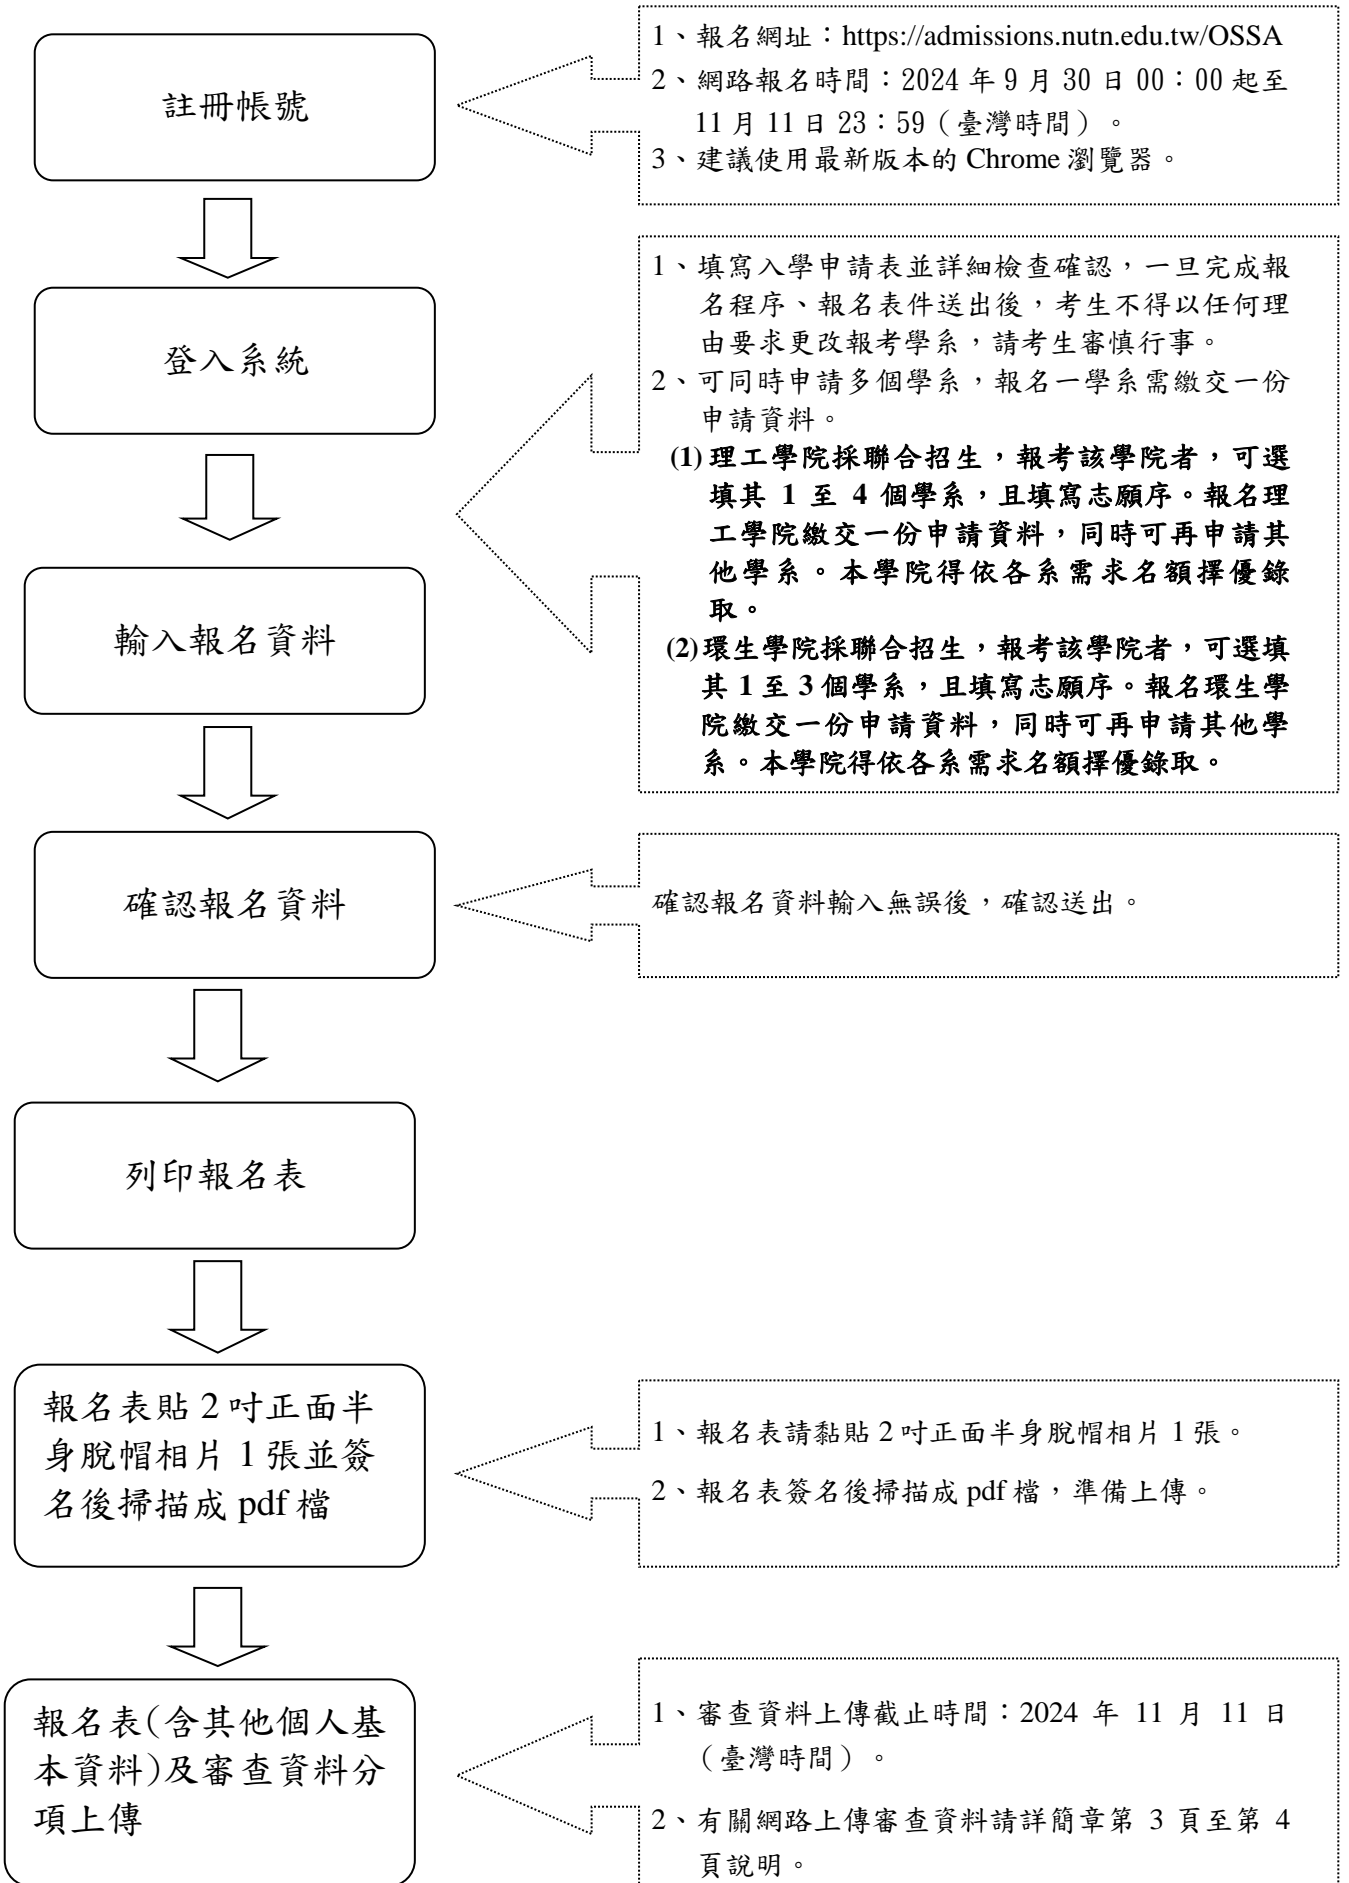 註冊帳號
1、報名網址：https://admissions.nutn.edu.tw/OSSA
2、網路報名時間：2024 年 9 月 30 日 00：00 起至
11 月 11 日 23：59（臺灣時間）。
3、建議使用最新版本的 Chrome 瀏覽器。
登入系統
1、填寫入學申請表並詳細檢查確認，一旦完成報
名程序、報名表件送出後，考生不得以任何理
由要求更改報考學系，請考生審慎行事。
2、可同時申請多個學系，報名一學系需繳交一份
申請資料。
(1)理工學院採聯合招生，報考該學院者，可選
填其 1 至 4 個學系，且填寫志願序。報名理
工學院繳交一份申請資料，同時可再申請其
他學系。本學院得依各系需求名額擇優錄
取。
(2)環生學院採聯合招生，報考該學院者，可選填
其 1 至 3 個學系，且填寫志願序。報名環生學
院繳交一份申請資料，同時可再申請其他學
系。本學院得依各系需求名額擇優錄取。
輸入報名資料
確認報名資料
確認報名資料輸入無誤後，確認送出。
列印報名表
報名表貼 2 吋正面半
身脫帽相片 1 張並簽
名後掃描成 pdf 檔
1、報名表請黏貼 2 吋正面半身脫帽相片 1 張。
2、報名表簽名後掃描成 pdf 檔，準備上傳。
報名表(含其他個人基
本資料)及審查資料分
項上傳
1、審查資料上傳截止時間：2024 年 11 月 11 日
（臺灣時間）。
2、有關網路上傳審查資料請詳簡章第 3 頁至第 4
頁說明。